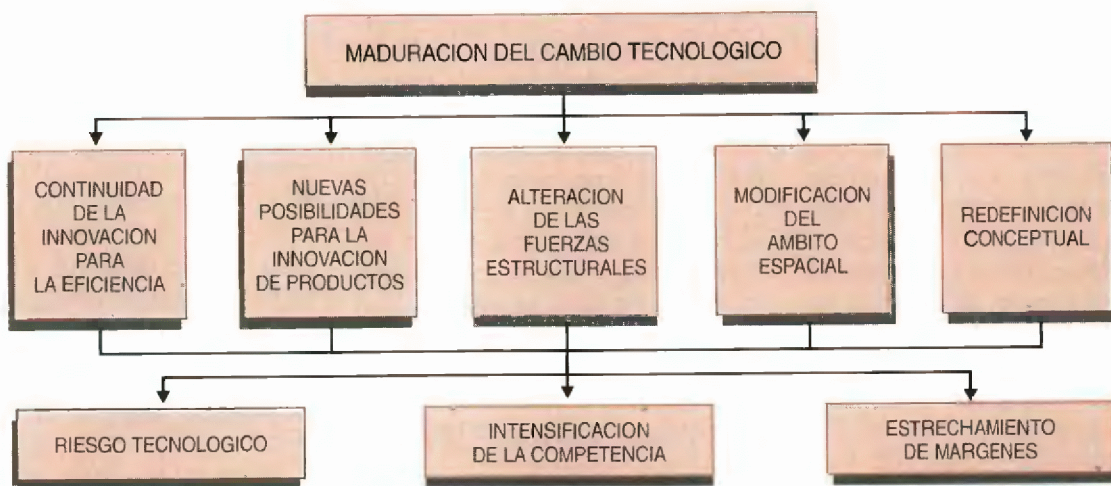 MADURACION DEL CAMBIO TECNOLOGICO
CONTINUIDAD
DE LA
INNOVACION
PARA
LA EFICIENCIA
NUEVAS
POSIBILIDADES
PARA LA
INNOVACION
DE PRODUCTOS
ALTERACION
DE LAS
FUERZAS
ESTRUCTURALES
MODIFICACION
DEL
AMBITO
ESPACIAL
REDEFINICION
CONCEPTUAL
RIESGO TECNOLOGICO
INTENSIFICACION
DE LA COMPETENCIA
ESTRECHAMIENTO
DE MARGENES